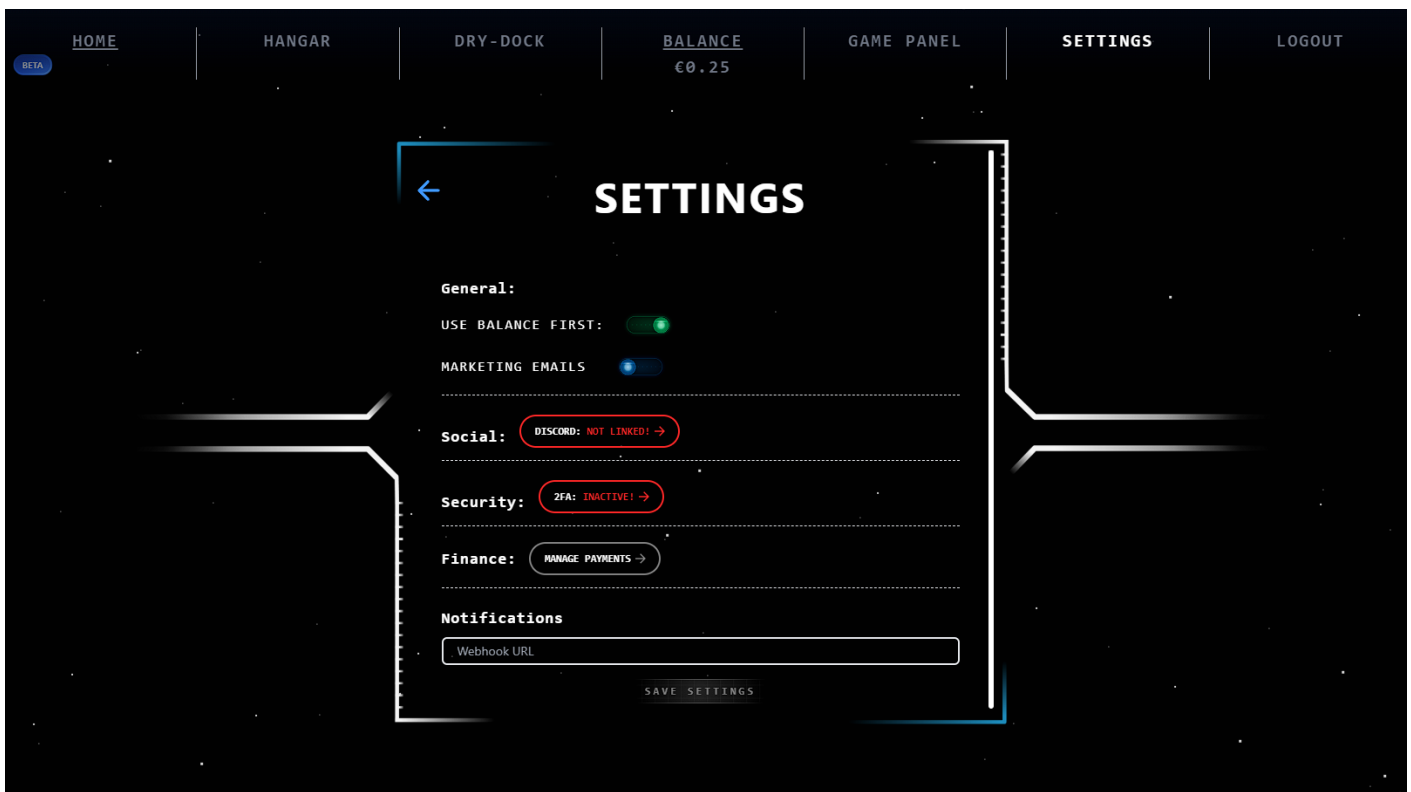 HOME HANGAR DRY-DOCK BALANCE GAME PANEL SETTINGS LOGOUT
BETA €0.25
SETTINGS
General:
USE BALANCE FIRST:
MARKETING EMAILS
Social: DISCORD: NOT LINKED! →
Security: 2FA: INACTIVE! →
Finance: MANAGE PAYMENTS →
Notifications
Webhook URL
SAVE SETTINGS